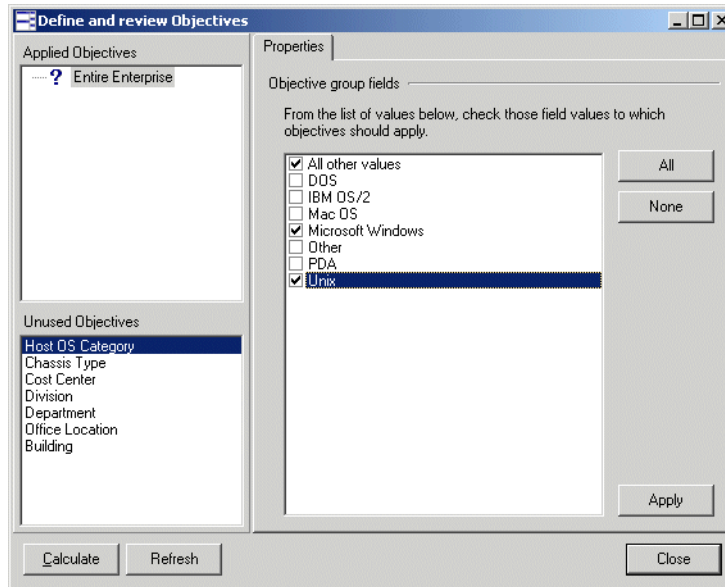 Define and review Objectives
Applied Objectives
? Entire Enterprise
Unused Objectives
Host OS Category
Chassis Type
Cost Center
Division
Department
Office Location
Building
Properties
Objective group fields
From the list of values below, check those field values to which
objectives should apply.
All other values
DOS
IBM OS/2
Mac OS
Microsoft Windows
Other
PDA
Unix
All
None
Apply
Calculate
Refresh
Close